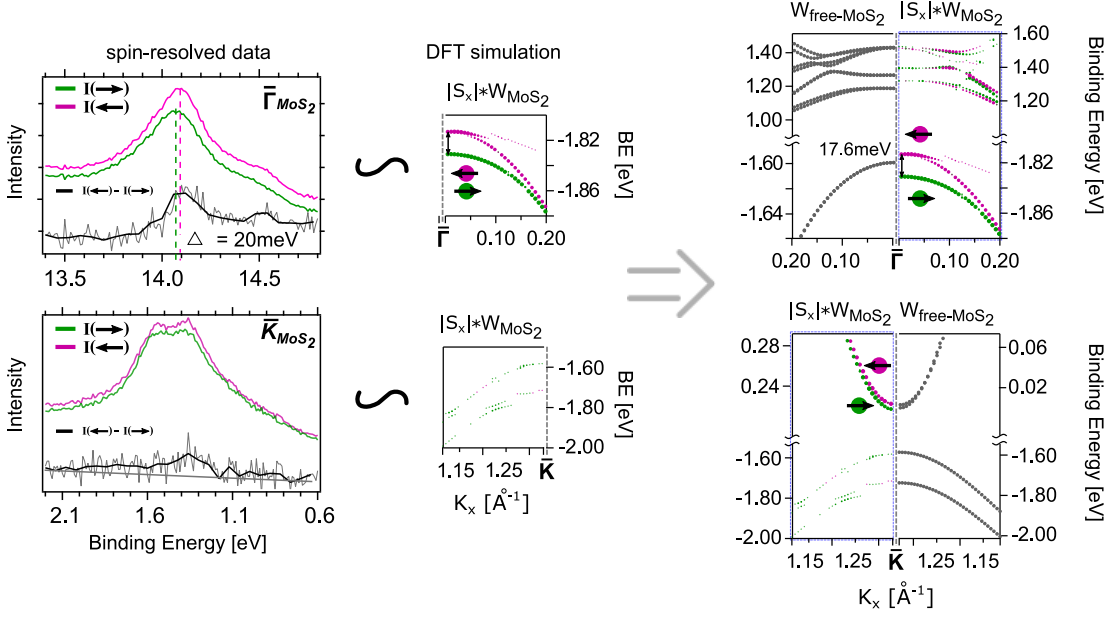 spin-resolved data
I(→)
I(←)
Γ̅MoS₂
Intensity
I(←) - I(→)
△ = 20meV
13.5 14.0 14.5
I(→)
I(←)
K̅MoS₂
Intensity
I(←) - I(→)
2.1 1.6 1.1 0.6
Binding Energy [eV]
DFT simulation
|Sₓ|*WMoS₂
-1.82
-1.86
BE [eV]
Γ̅ 0.10 0.20
|Sₓ|*WMoS₂
-1.60
-1.80
-2.00
BE [eV]
1.15 1.25 K̅
Kₓ [Å⁻¹]
Wfree-MoS₂ |Sₓ|*WMoS₂
1.40
1.20
1.00
-1.60
-1.64
17.6meV
1.60
1.40
1.20
-1.82
-1.86
Binding Energy [eV]
0.20 0.10 Γ̅ 0.10 0.20
|Sₓ|*WMoS₂ Wfree-MoS₂
0.28
0.24
-1.60
-1.80
-2.00
0.06
0.02
-1.60
-1.80
-2.00
Binding Energy [eV]
1.15 1.25 K̅ 1.25 1.15
Kₓ [Å⁻¹]